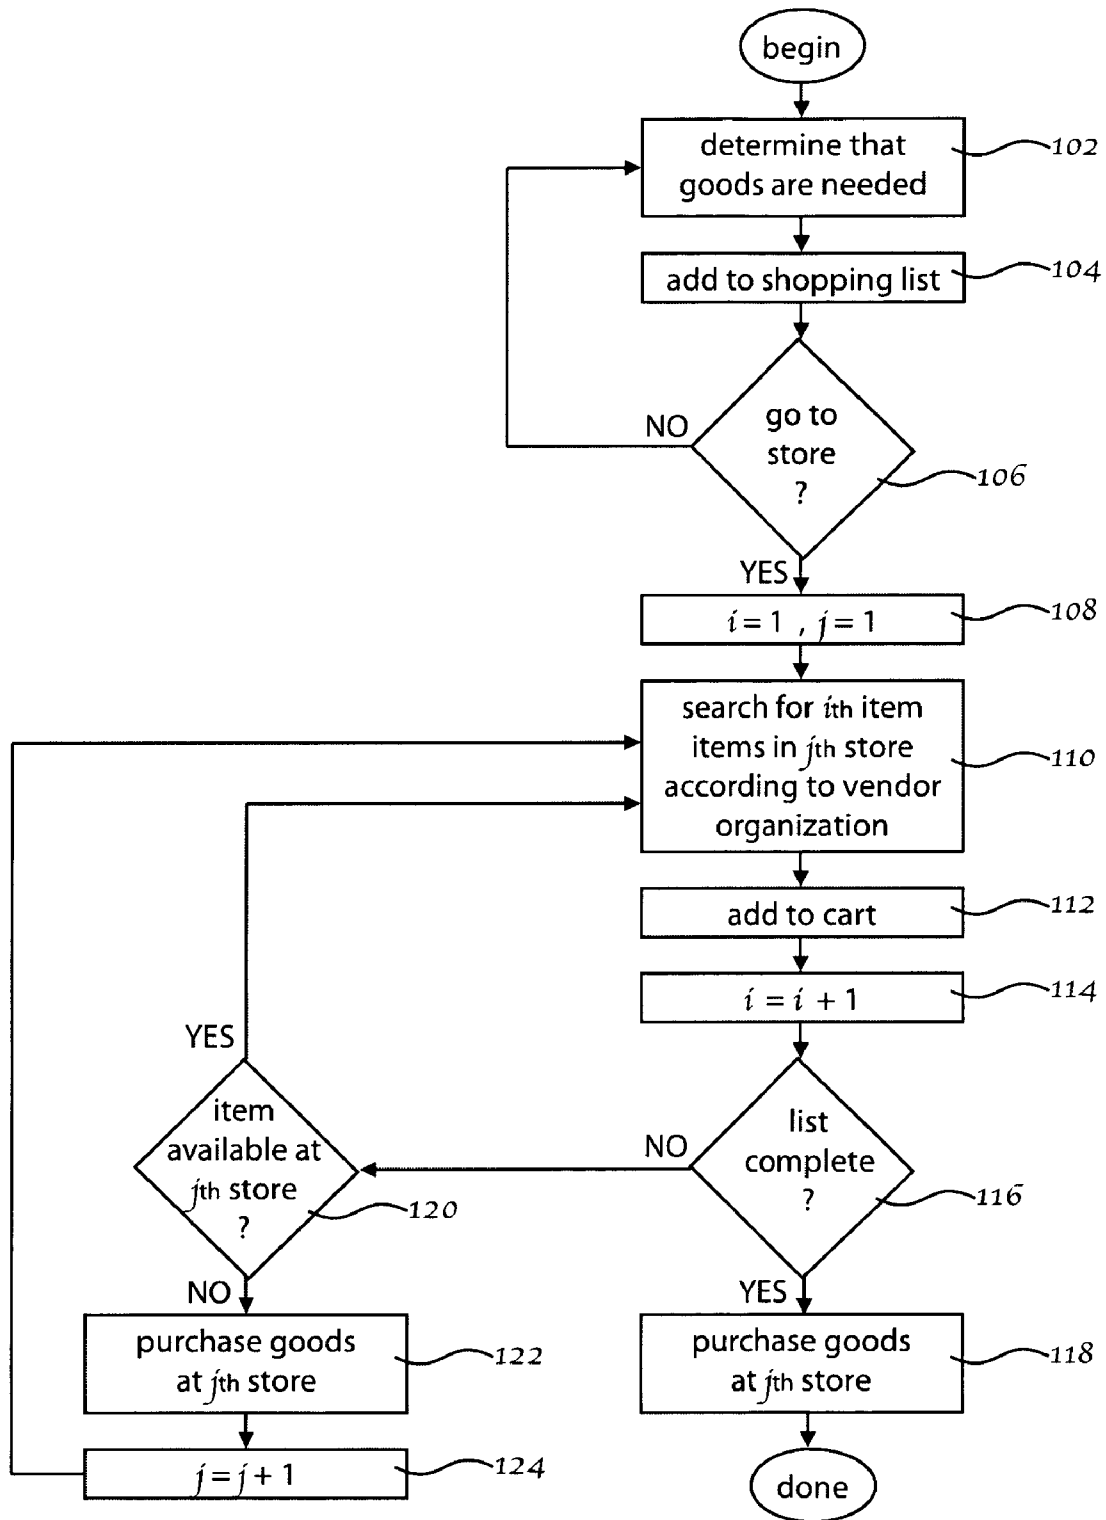 begin
determine that
goods are needed
102
add to shopping list
104
NO
go to
store
?
106
YES
i = 1 , j = 1
108
search for ith item
items in jth store
according to vendor
organization
110
add to cart
112
i = i + 1
114
YES
item
available at
jth store
?
120
NO
list
complete
?
116
NO
purchase goods
at jth store
122
YES
purchase goods
at jth store
118
j = j + 1
124
done